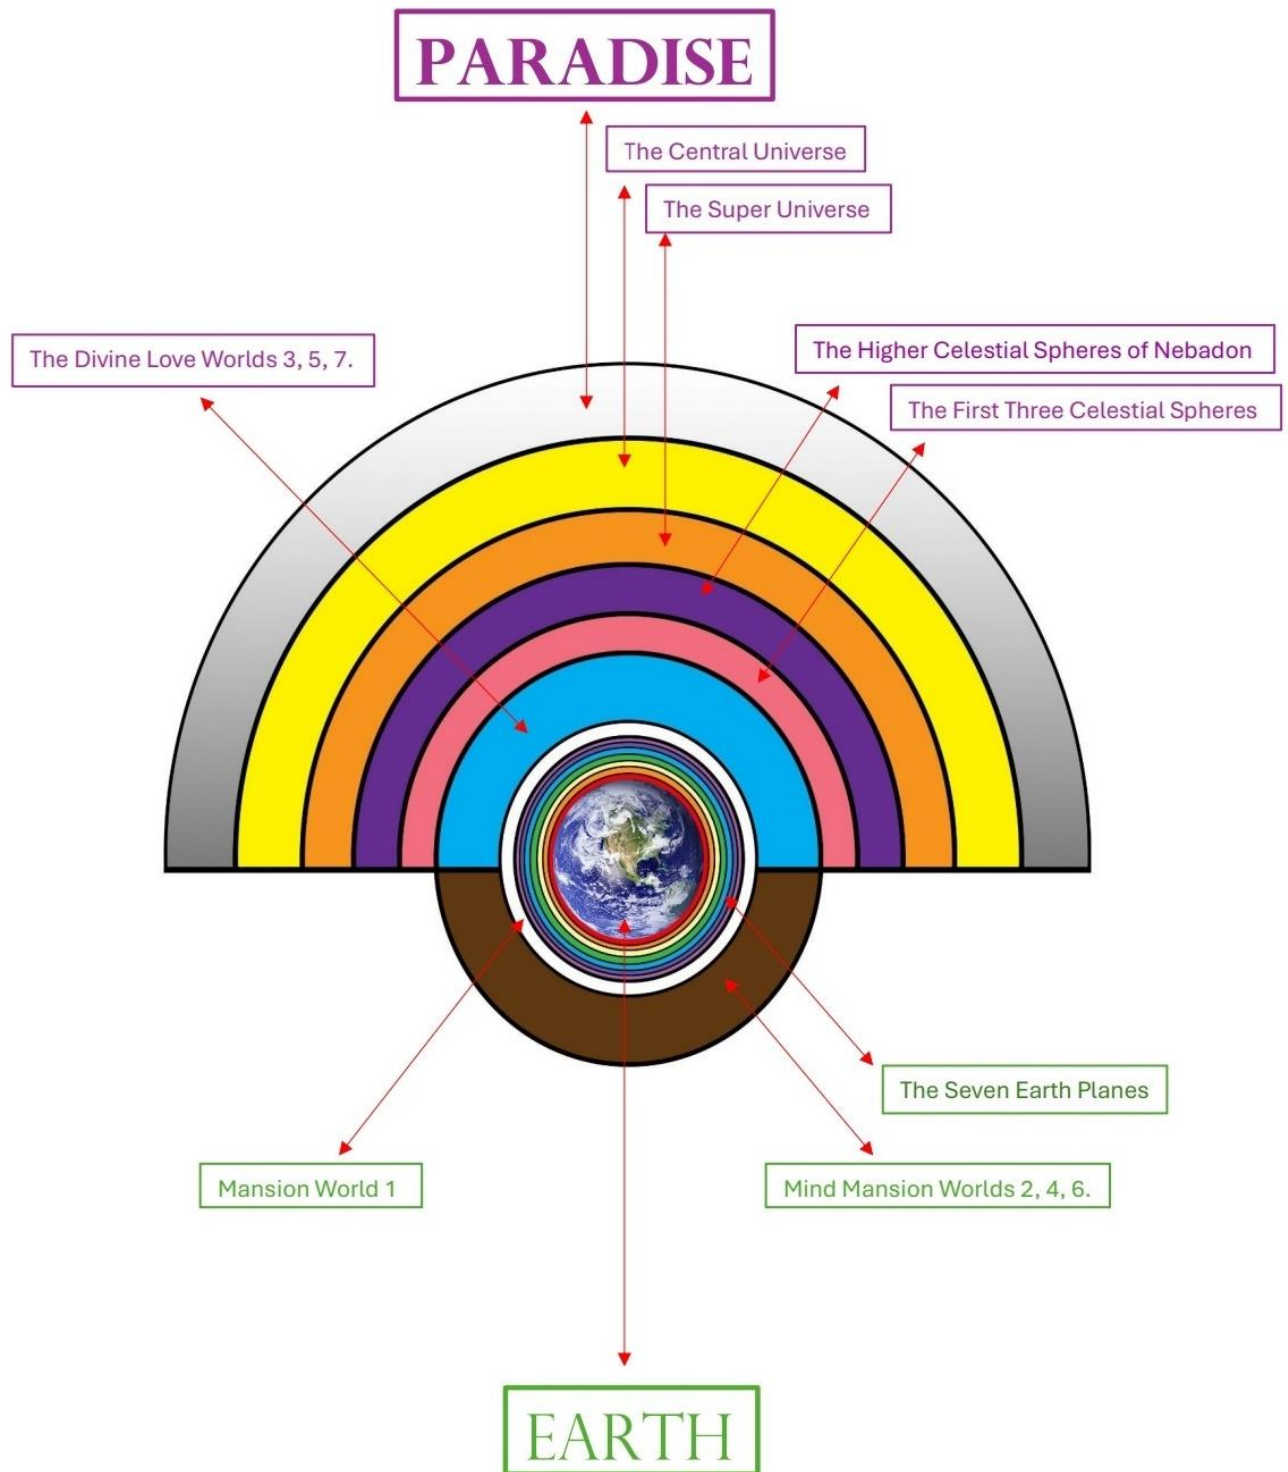 PARADISE
The Central Universe
The Super Universe
The Divine Love Worlds 3, 5, 7.
The Higher Celestial Spheres of Nebadon
The First Three Celestial Spheres
The Seven Earth Planes
Mansion World 1
Mind Mansion Worlds 2, 4, 6.
EARTH